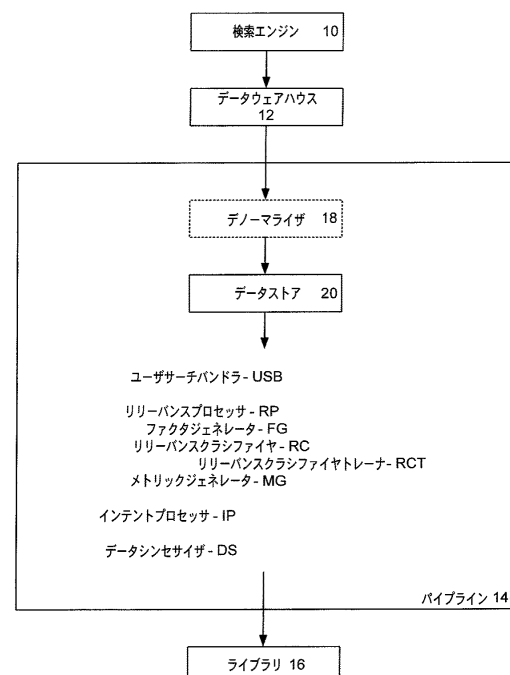 検索エンジン 10
データウェアハウス
12
デノーマライザ 18
データストア 20
ユーザサーチバンドラ - USB
リリーバンスプロセッサ - RP
ファクタジェネレータ - FG
リリーバンスクラシファイヤ - RC
リリーバンスクラシファイヤトレーナ - RCT
メトリックジェネレータ - MG
インテントプロセッサ - IP
データシンセサイザ - DS
パイプライン 14
ライブラリ 16